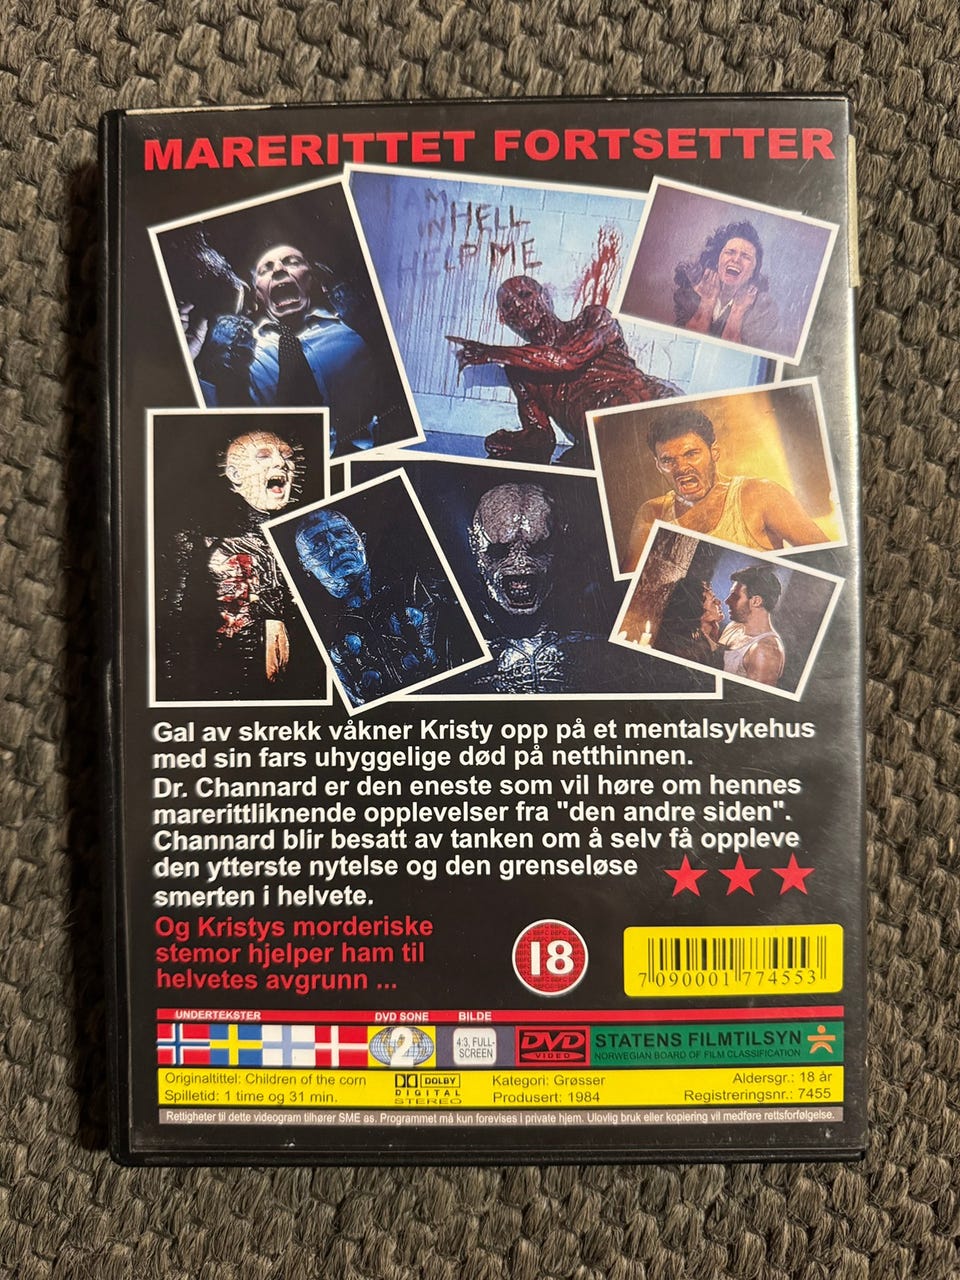 MARERITTET FORTSETTER
I AM
IN HELL
HELP ME
Gal av skrekk våkner Kristy opp på et mentalsykehus
med sin fars uhyggelige død på netthinnen.
Dr. Channard er den eneste som vil høre om hennes
marerittliknende opplevelser fra "den andre siden".
Channard blir besatt av tanken om å selv få oppleve
den ytterste nytelse og den grenseløse
smerten i helvete.
Og Kristys morderiske
stemor hjelper ham til
helvetes avgrunn ...
18
7 090001 774553
UNDERTEKSTER
DVD SONE
BILDE
2
4:3, FULL-
SCREEN
DVD
VIDEO
STATENS FILMTILSYN
NORWEGIAN BOARD OF FILM CLASSIFICATION
Originaltittel: Children of the corn
Spilletid: 1 time og 31 min.
DOLBY
DIGITAL
STEREO
Kategori: Grøsser
Produsert: 1984
Aldersgr.: 18 år
Registreringsnr.: 7455
Rettigheter til dette videogram tilhører SME as. Programmet må kun forevises i private hjem. Ulovlig bruk eller kopiering vil medføre rettsforfølgelse.